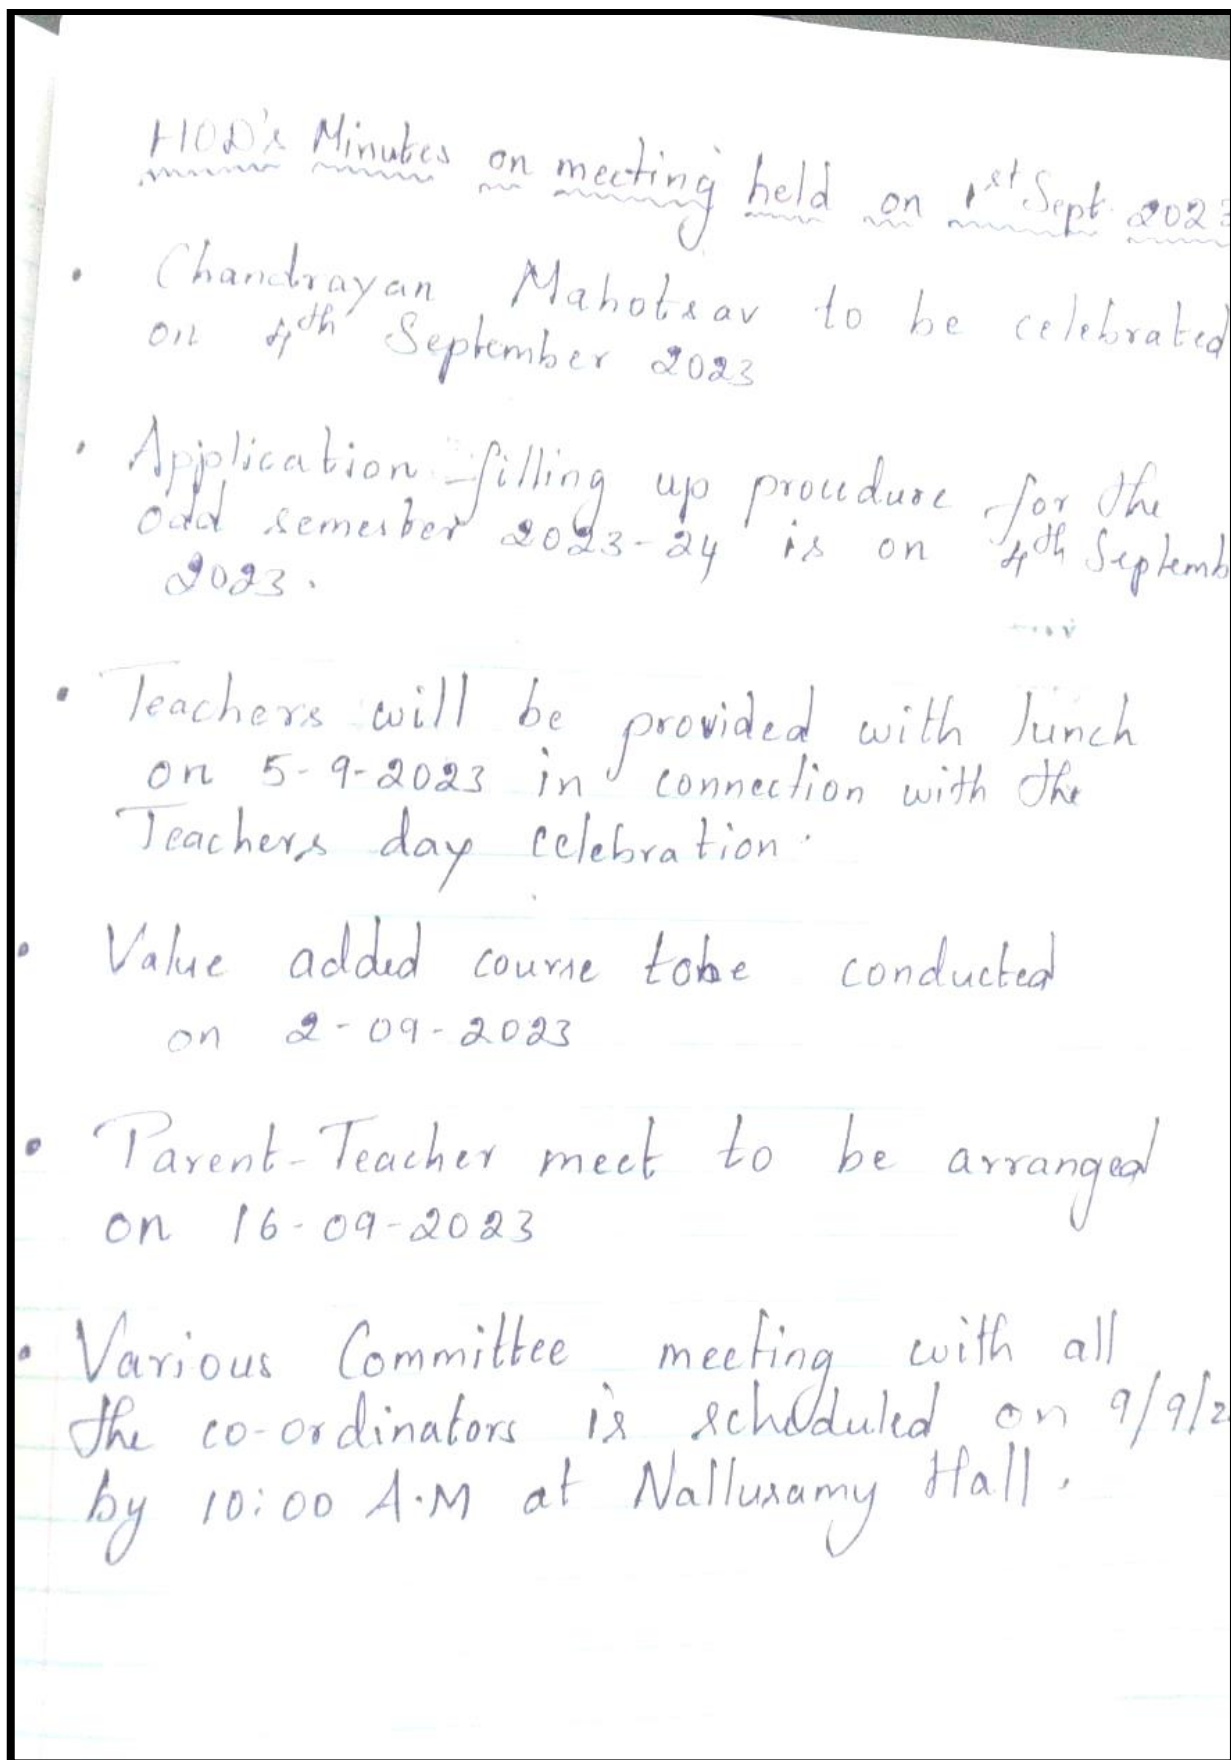 HOD's Minutes on meeting held on 1st Sept. 2023
• Chandrayan Mahotsav to be celebrated
on 4th September 2023
• Application filling up procedure for the
odd semester 2023-24 is on 4th Septemb
2023.
• Teachers will be provided with lunch
on 5-9-2023 in connection with the
Teachers day celebration.
• Value added course tobe conducted
on 2-09-2023
• Parent-Teacher meet to be arranged
on 16-09-2023
• Various Committee meeting with all
the co-ordinators is scheduled on 9/9/2
by 10:00 A.M at Nallusamy Hall.